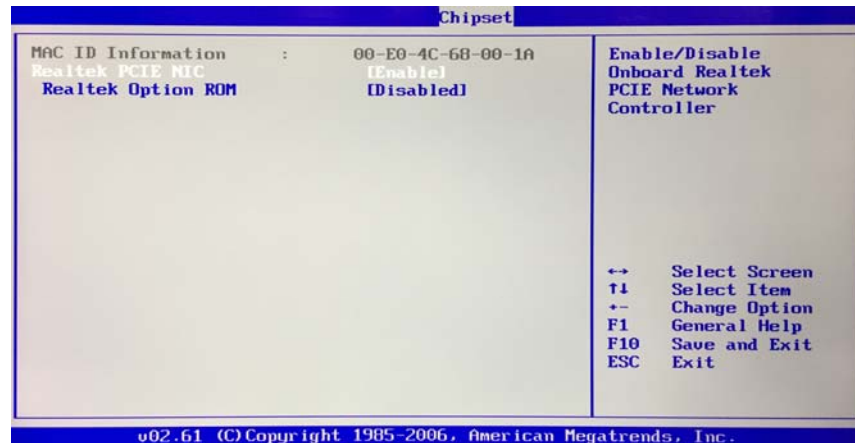 Chipset
MAC ID Information : 00-E0-4C-68-00-1A
Realtek PCIE NIC [Enable]
Realtek Option ROM [Disabled]
Enable/Disable
Onboard Realtek
PCIE Network
Controller
↔ Select Screen
↑↓ Select Item
+- Change Option
F1 General Help
F10 Save and Exit
ESC Exit
v02.61 (C)Copyright 1985-2006, American Megatrends, Inc.